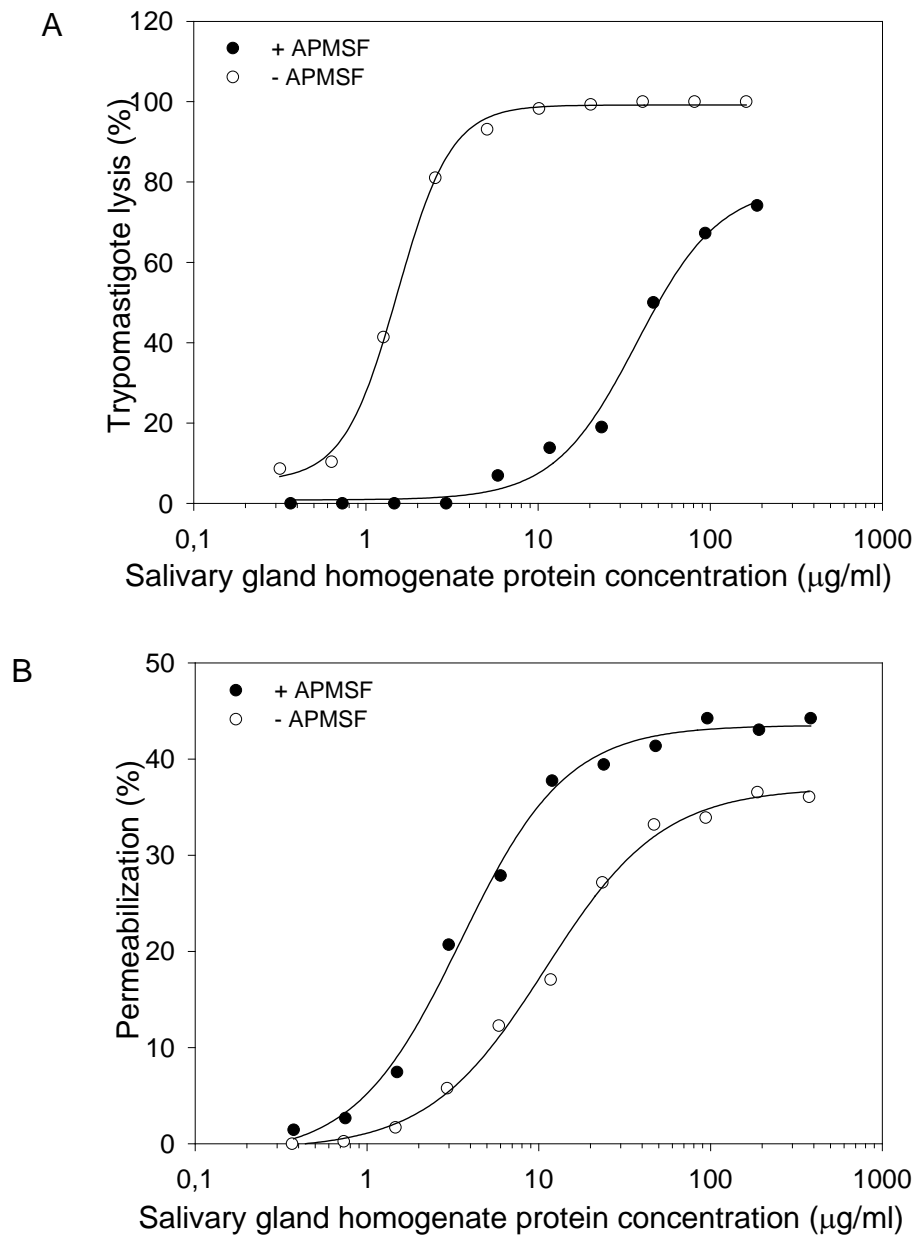 A
+ APMSF
- APMSF
120
100
80
60
40
20
0
Trypomastigote lysis (%)
0,1 1 10 100 1000
Salivary gland homogenate protein concentration (μg/ml)
B
+ APMSF
- APMSF
50
40
30
20
10
0
Permeabilization (%)
0,1 1 10 100 1000
Salivary gland homogenate protein concentration (μg/ml)